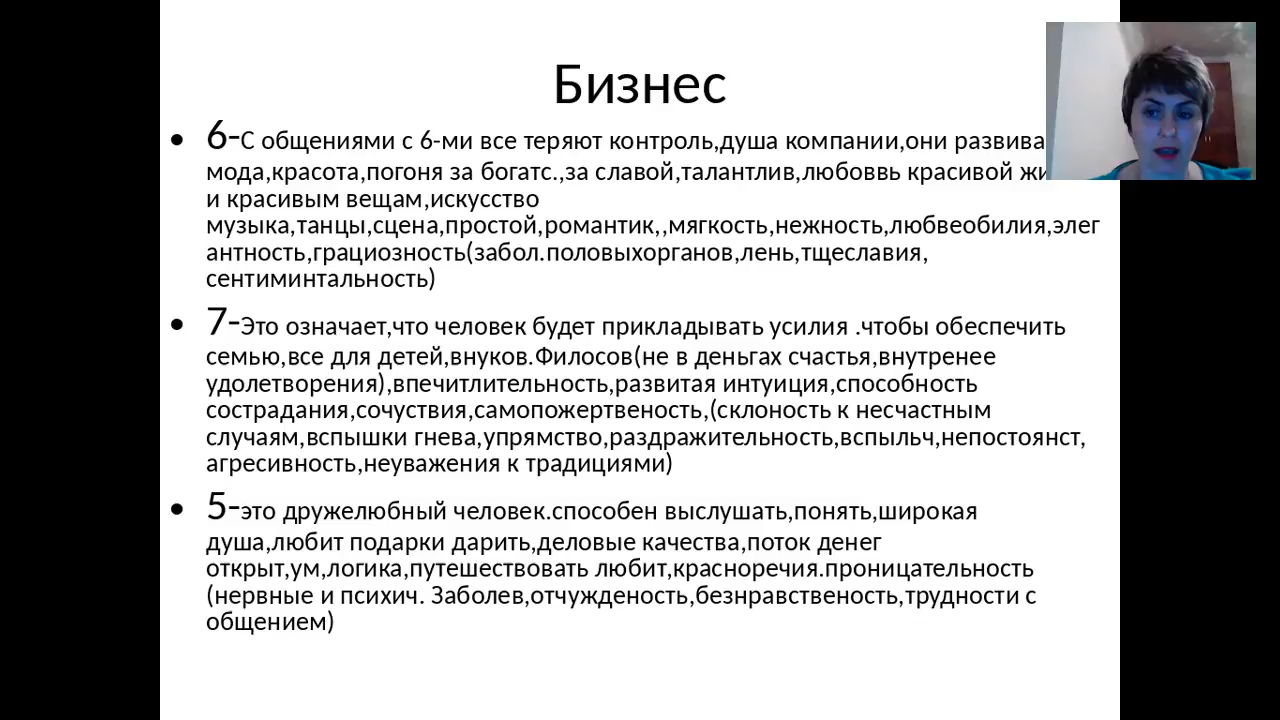 Бизнес
• 6-С общениями с 6-ми все теряют контроль,душа компании,они развива
мода,красота,погоня за богатс.,за славой,талантлив,любоввь красивой жи
и красивым вещам,искусство
музыка,танцы,сцена,простой,романтик,,мягкость,нежность,любвеобилия,элег
антность,грациозность(забол.половыхорганов,лень,тщеславия,
сентиминтальность)
• 7-Это означает,что человек будет прикладывать усилия .чтобы обеспечить
семью,все для детей,внуков.Филосов(не в деньгах счастья,внутренее
удолетворения),впечитлительность,развитая интуиция,способность
сострадания,сочуствия,самопожертвеность,(склоность к несчастным
случаям,вспышки гнева,упрямство,раздражительность,вспыльч,непостоянст,
агресивность,неуважения к традициями)
• 5-это дружелюбный человек.способен выслушать,понять,широкая
душа,любит подарки дарить,деловые качества,поток денег
открыт,ум,логика,путешествовать любит,красноречия.проницательность
(нервные и психич. Заболев,отчужденость,безнравственость,трудности с
общением)